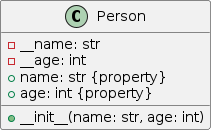 C Person
__name: str
__age: int
name: str {property}
age: int {property}
__init__(name: str, age: int)